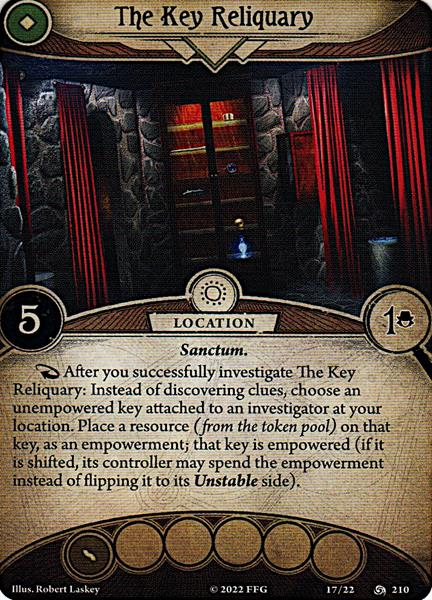 The Key Reliquary
5
1
LOCATION
Sanctum.
After you successfully investigate The Key
Reliquary: Instead of discovering clues, choose an
unempowered key attached to an investigator at your
location. Place a resource (from the token pool) on that
key, as an empowerment; that key is empowered (if it
is shifted, its controller may spend the empowerment
instead of flipping it to its Unstable side).
Illus. Robert Laskey
© 2022 FFG
17/22
210